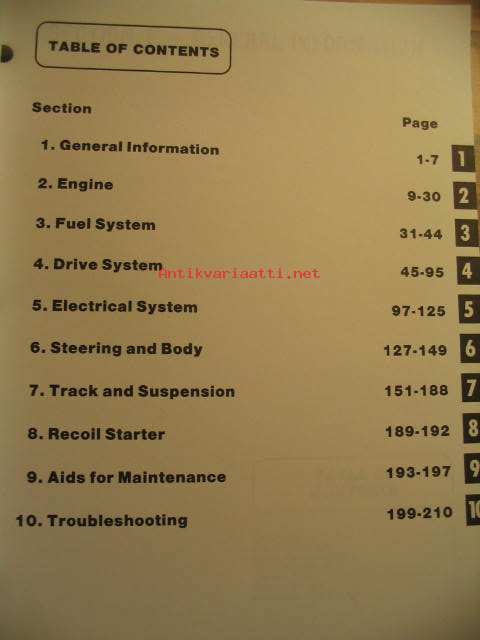 TABLE OF CONTENTS
Section Page
1. General Information 1-7 1
2. Engine 9-30 2
3. Fuel System 31-44 3
4. Drive System 45-95 4
Antikvariaatti.net
5. Electrical System 97-125 5
6. Steering and Body 127-149 6
7. Track and Suspension 151-188 7
8. Recoil Starter 189-192 8
9. Aids for Maintenance 193-197 9
10. Troubleshooting 199-210 10